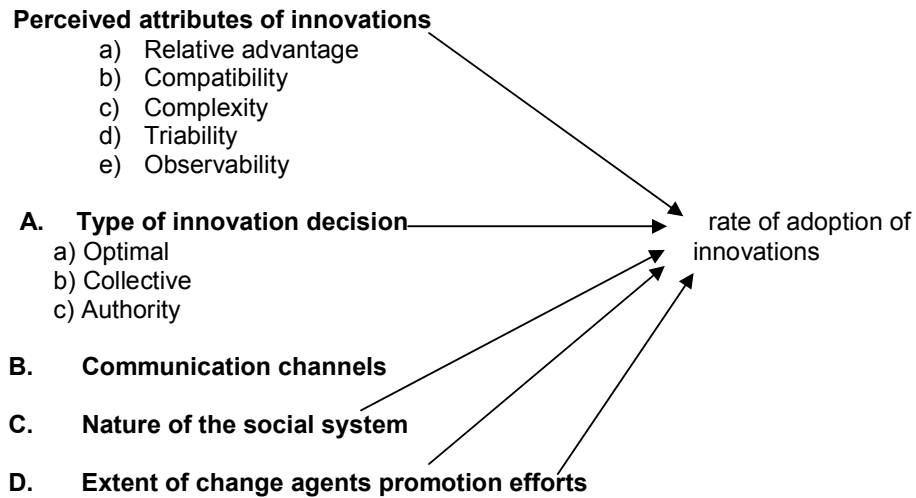 Perceived attributes of innovations
a) Relative advantage
b) Compatibility
c) Complexity
d) Triability
e) Observability
A. Type of innovation decision
a) Optimal
b) Collective
c) Authority
rate of adoption of
innovations
B. Communication channels
C. Nature of the social system
D. Extent of change agents promotion efforts